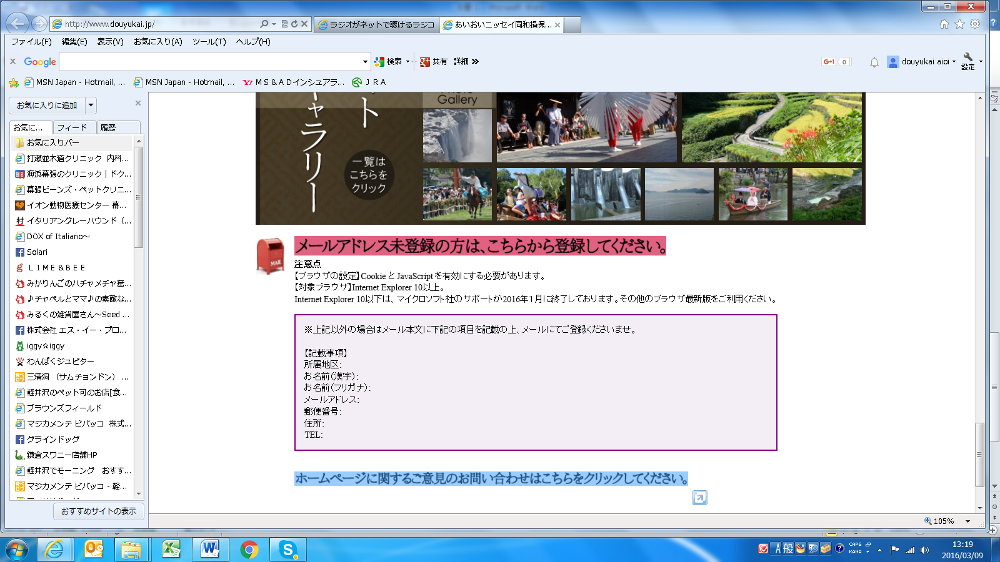 http://www.douyukai.jp/
ラジオがネットで聴けるラジコ
あいおいニッセイ同和損保...
ファイル(F) 編集(E) 表示(V) お気に入り(A) ツール(T) ヘルプ(H)
Google 検索 共有 詳細 »
G+1 0 douyukai aioi 設定
MSN Japan - Hotmail, ... MSN Japan - Hotmail, ... ＭＳ＆ＡＤインシュアラ... ＪＲＡ
お気に入りに追加
お気に... フィード 履歴
お気に入りバー
打瀬並木道クリニック 内科...
海浜幕張のクリニック｜ドク...
幕張ビーンズ・ペットクリニ...
イオン動物医療センター 幕...
イタリアングレーハウンド（...
DOX of Italiano～
Solari
ＬＩＭＥ＆ＢＥＥ
みかりんごのハチャメチャ奮...
♪チャペルとママ♪の素敵な...
みるくの雑貨屋さん～Seed ...
株式会社 エス・イー・プロ...
iggy☆iggy
わんぱくジュピター
三清洞 （サムチョンドン） ...
軽井沢のペット可のお店[食...
ブラウンズフィールド
マジカメンテ ビバッコ 株式...
グラインドッグ
鎌倉スワニー店舗HP
軽井沢でモーニング おすす...
マジカメンテ ビバッコ - 軽...
おすすめサイトの表示
ト
ャラリー
Gallery
一覧は
こちらを
クリック
MAIL
メールアドレス未登録の方は、こちらから登録してください。
注意点
【ブラウザの設定】CookieとJavaScriptを有効にする必要があります。
【対象ブラウザ】Internet Explorer 10以上。
Internet Explorer 10以下は、マイクロソフト社のサポートが2016年１月に終了しております。その他のブラウザ最新版をご利用ください。
※上記以外の場合はメール本文に下記の項目を記載の上、メールにてご登録くださいませ。
【記載事項】
所属地区:
お名前（漢字）:
お名前（フリガナ）:
メールアドレス:
郵便番号:
住所:
TEL:
ホームページに関するご意見のお問い合わせはこちらをクリックしてください。
105%
A 般 CAPS KANA
13:19
2016/03/09